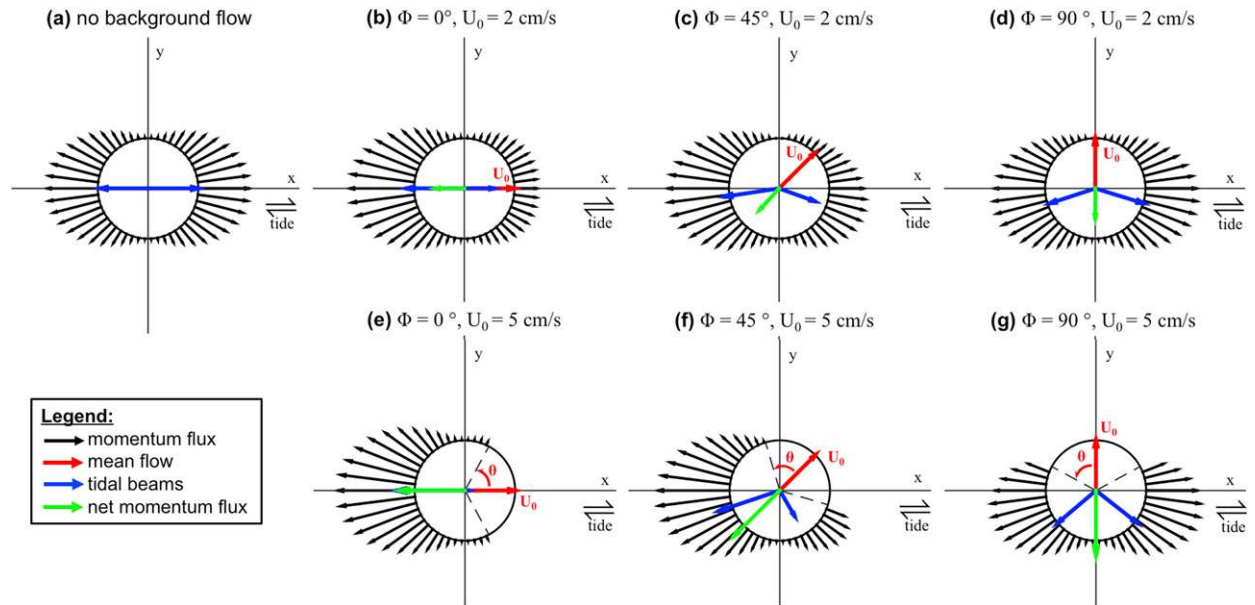 (a) no background flow
(b) Φ = 0°, U₀ = 2 cm/s
(c) Φ = 45°, U₀ = 2 cm/s
(d) Φ = 90 °, U₀ = 2 cm/s
y
x
tide
y
U₀
x
tide
y
U₀
x
tide
y
U₀
x
tide
(e) Φ = 0 °, U₀ = 5 cm/s
(f) Φ = 45 °, U₀ = 5 cm/s
(g) Φ = 90 °, U₀ = 5 cm/s
y
θ
U₀
x
tide
y
θ
U₀
x
tide
y
θ
U₀
x
tide
Legend:
momentum flux
mean flow
tidal beams
net momentum flux